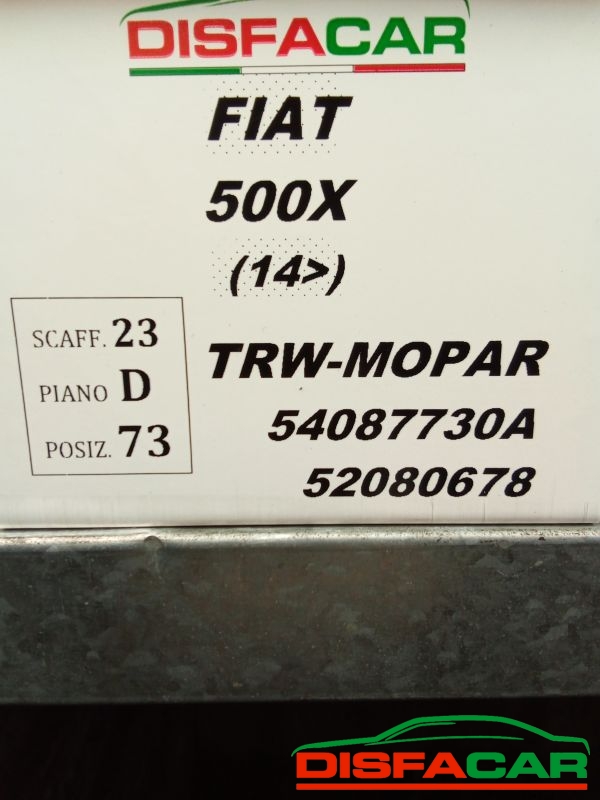 DISFACAR
FIAT
500X
(14>)
SCAFF. 23
PIANO D
POSIZ. 73
TRW-MOPAR
54087730A
52080678
DISFACAR